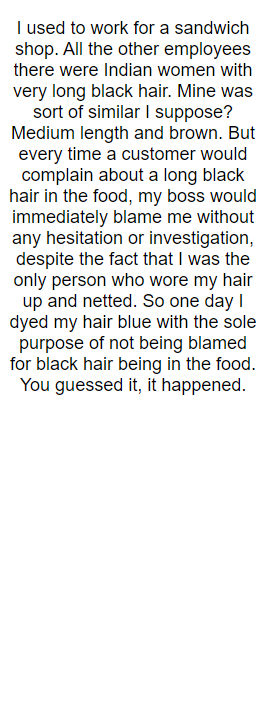 I used to work for a sandwich
shop. All the other employees
there were Indian women with
very long black hair. Mine was
sort of similar I suppose?
Medium length and brown. But
every time a customer would
complain about a long black
hair in the food, my boss would
immediately blame me without
any hesitation or investigation,
despite the fact that I was the
only person who wore my hair
up and netted. So one day I
dyed my hair blue with the sole
purpose of not being blamed
for black hair being in the food.
You guessed it, it happened.